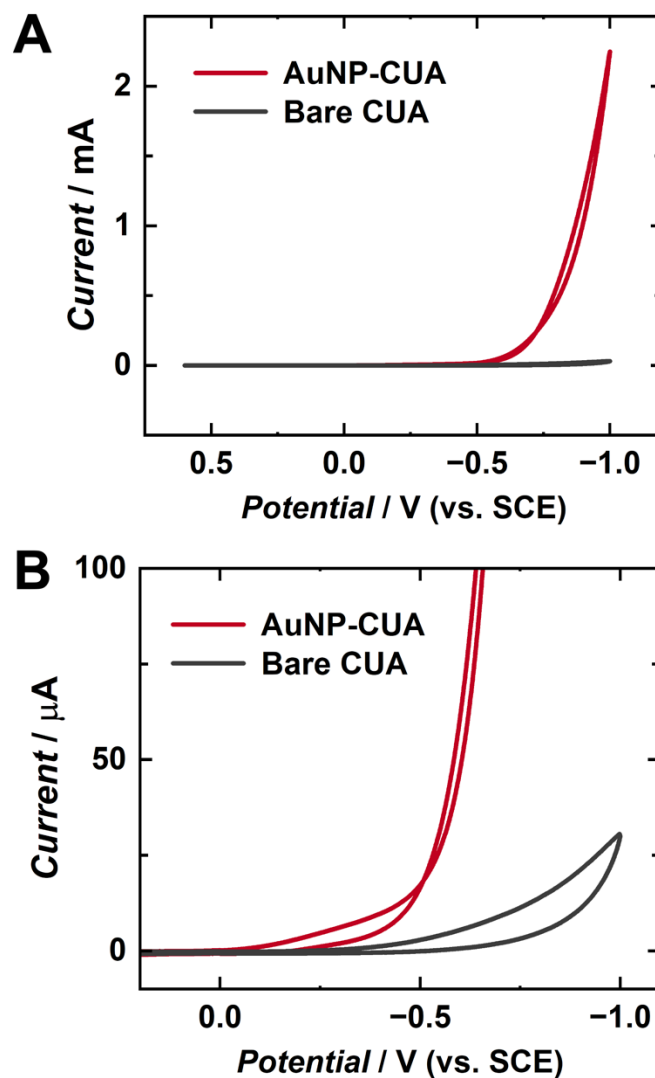 A
AuNP-CUA
Bare CUA
2
1
0
Current / mA
0.5 0.0 −0.5 −1.0
Potential / V (vs. SCE)
B
100
AuNP-CUA
Bare CUA
50
0
Current / μA
0.0 −0.5 −1.0
Potential / V (vs. SCE)